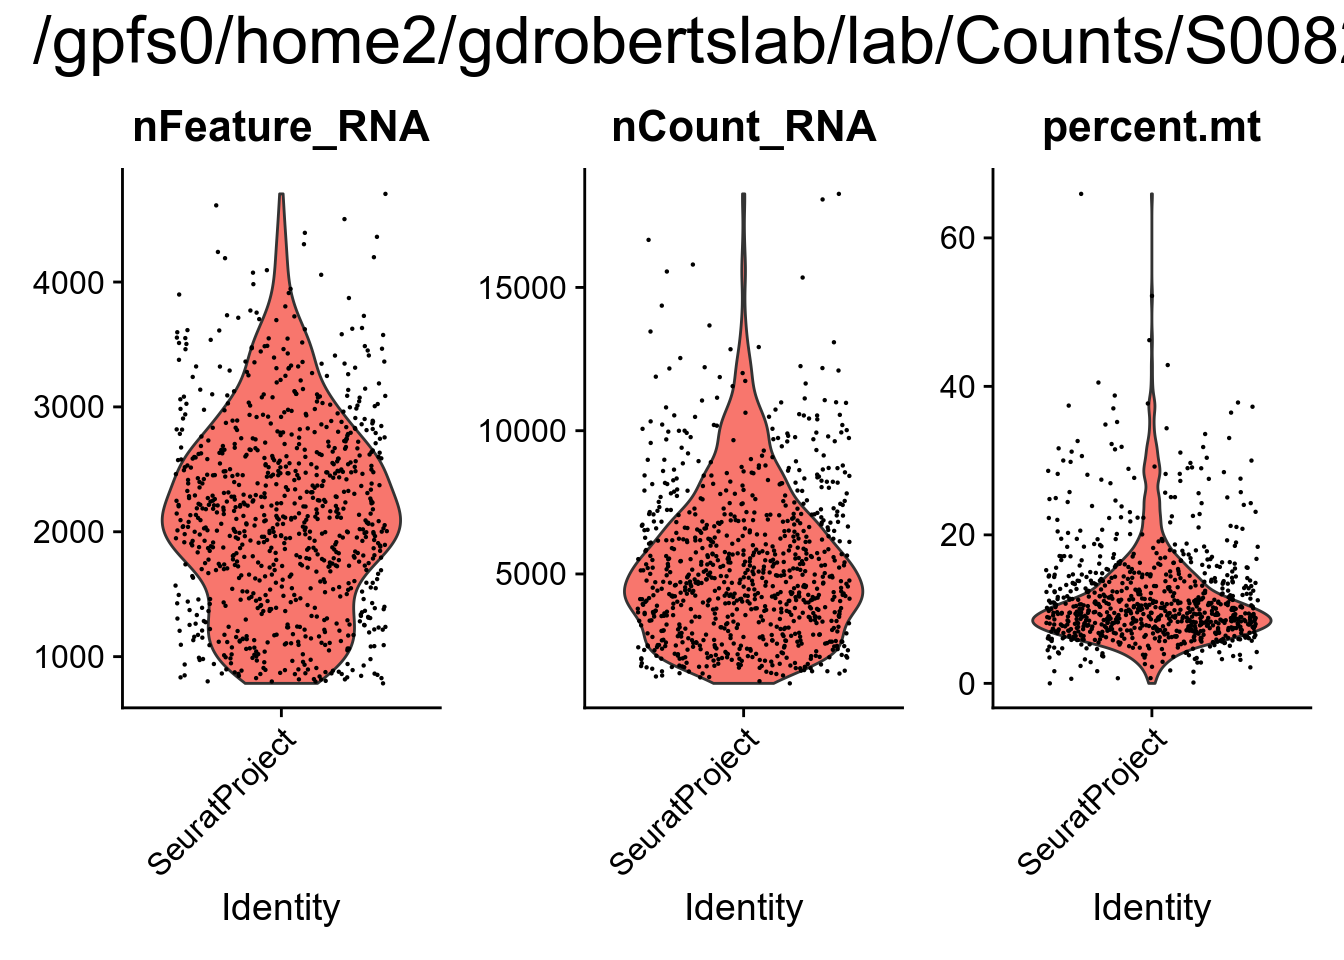 /gpfs0/home2/gdrobertslab/lab/Counts/S008
nFeature_RNA
nCount_RNA
percent.mt
4000
3000
2000
1000
15000
10000
5000
60
40
20
0
SeuratProject
SeuratProject
SeuratProject
Identity
Identity
Identity